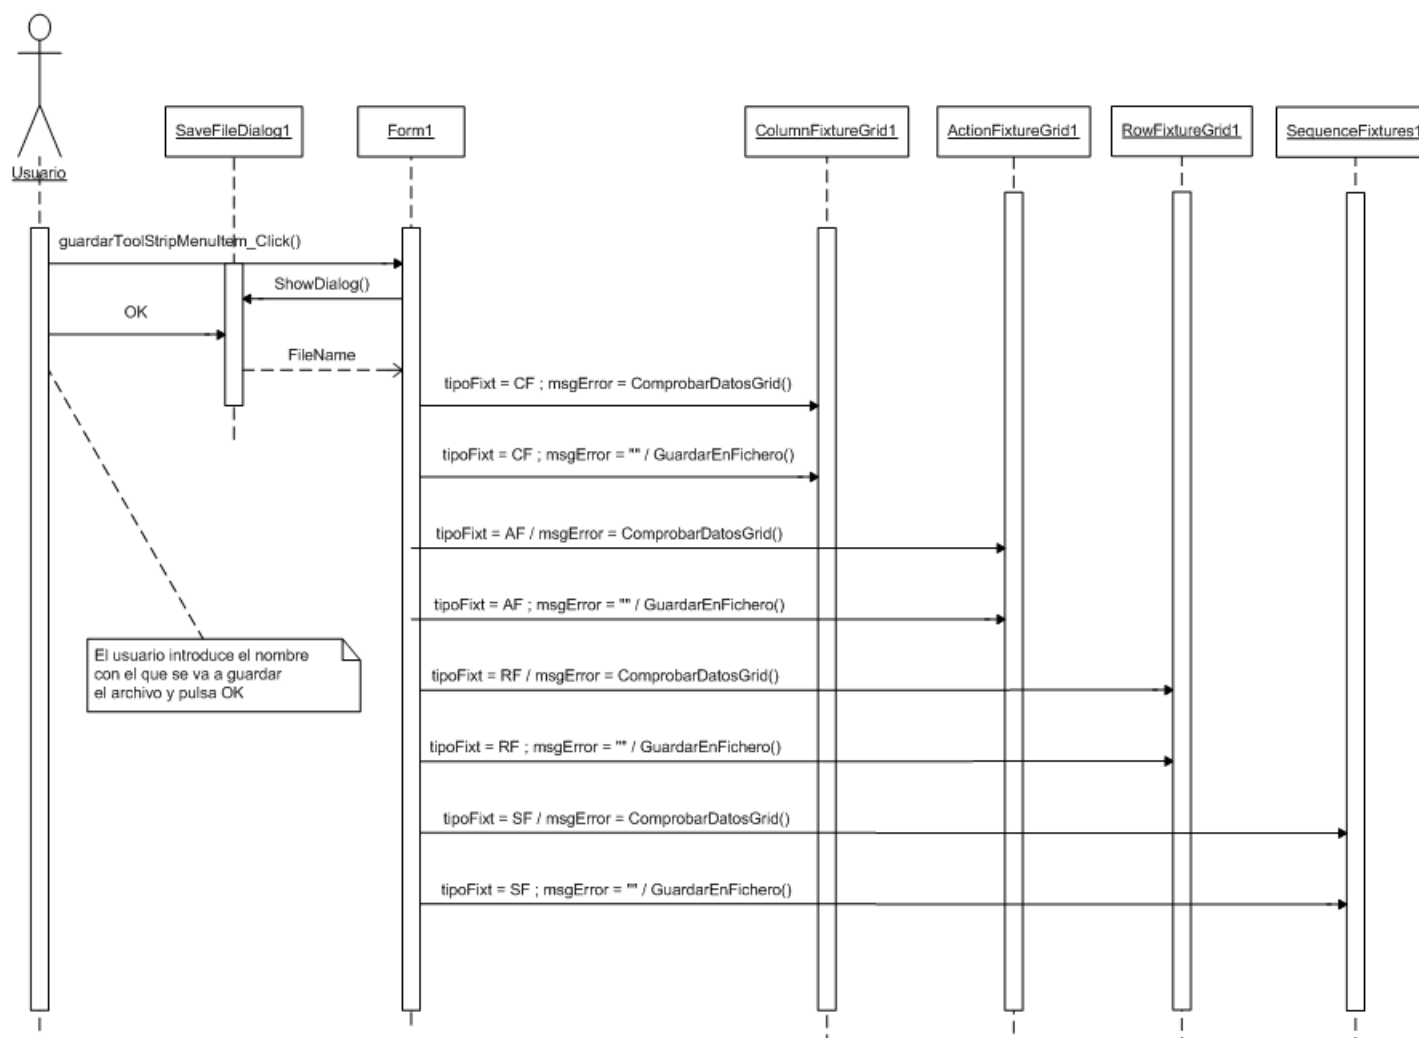 Usuario
SaveFileDialog1
Form1
ColumnFixtureGrid1
ActionFixtureGrid1
RowFixtureGrid1
SequenceFixtures1
guardarToolStripMenuItem_Click()
ShowDialog()
OK
FileName
tipoFixt = CF ; msgError = ComprobarDatosGrid()
tipoFixt = CF ; msgError = "" / GuardarEnFichero()
tipoFixt = AF / msgError = ComprobarDatosGrid()
tipoFixt = AF ; msgError = "" / GuardarEnFichero()
El usuario introduce el nombre
con el que se va a guardar
el archivo y pulsa OK
tipoFixt = RF / msgError = ComprobarDatosGrid()
tipoFixt = RF ; msgError = "" / GuardarEnFichero()
tipoFixt = SF / msgError = ComprobarDatosGrid()
tipoFixt = SF ; msgError = "" / GuardarEnFichero()